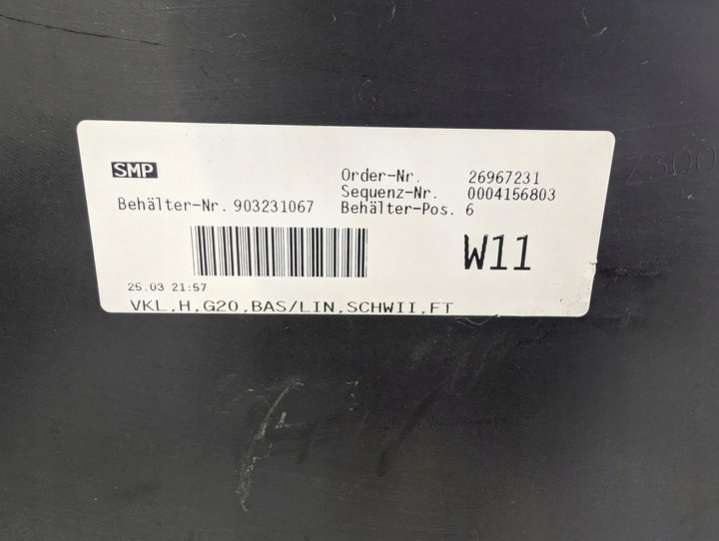 SMP
Order-Nr. 26967231
Sequenz-Nr. 0004156803
Behälter-Nr. 903231067 Behälter-Pos. 6
W11
25.03 21:57
VKL,H,G20,BAS/LIN,SCHWII,FT